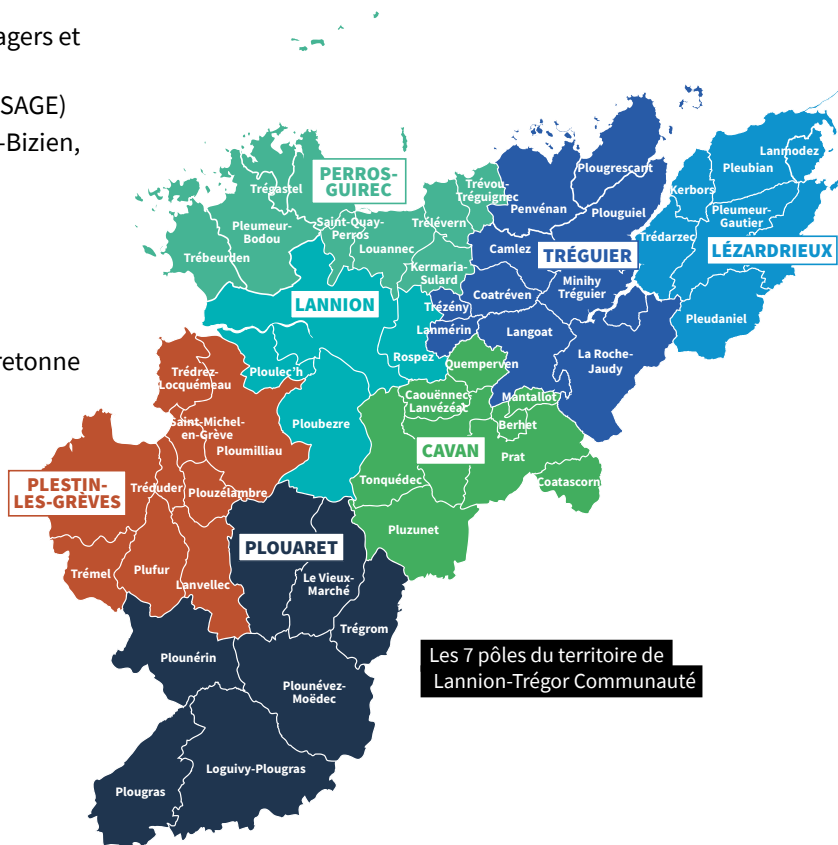 agers et
SAGE)
-Bizien,
retonne
PERROS-
GUIREC
Trégastel
Pleumeur-
Bodou
Trébeurden
Saint-Quay-
Perros
Louannec
Trélévern
e
Trévou-
Tréguignec
Kermaria-
Sulard
LANNION
Ploulec'h
Rospez
Ploubezre
TRÉGUIER
Plougrescant
Penvénan
Plouguiel
Camlez
Minihy
Tréguier
Coatréven
Trézény
Lanmérin
Langoat
La Roche-
Jaudy
LÉZARDRIEUX
Lanmodez
Pleubian
Kerbors
Pleumeur-
Gautier
Trédarzec
Pleudaniel
CAVAN
Quemperven
Caouënnec-
Lanvézéat
Mantallot
Berhet
Prat
Tonquédec
Coatascorn
Pluzunet
PLESTIN-
LES-GRÈVES
Trédrez-
Locquémeau
Saint-Michel-
en-Grève
Ploumilliau
Tréduder
Plouzélambre
Trémel
Plufur
Lanvellec
PLOUARET
Le Vieux-
Marché
Trégrom
Plounérin
Plounévez-
Moëdec
Loguivy-Plougras
Plougras
Les 7 pôles du territoire de
Lannion-Trégor Communauté